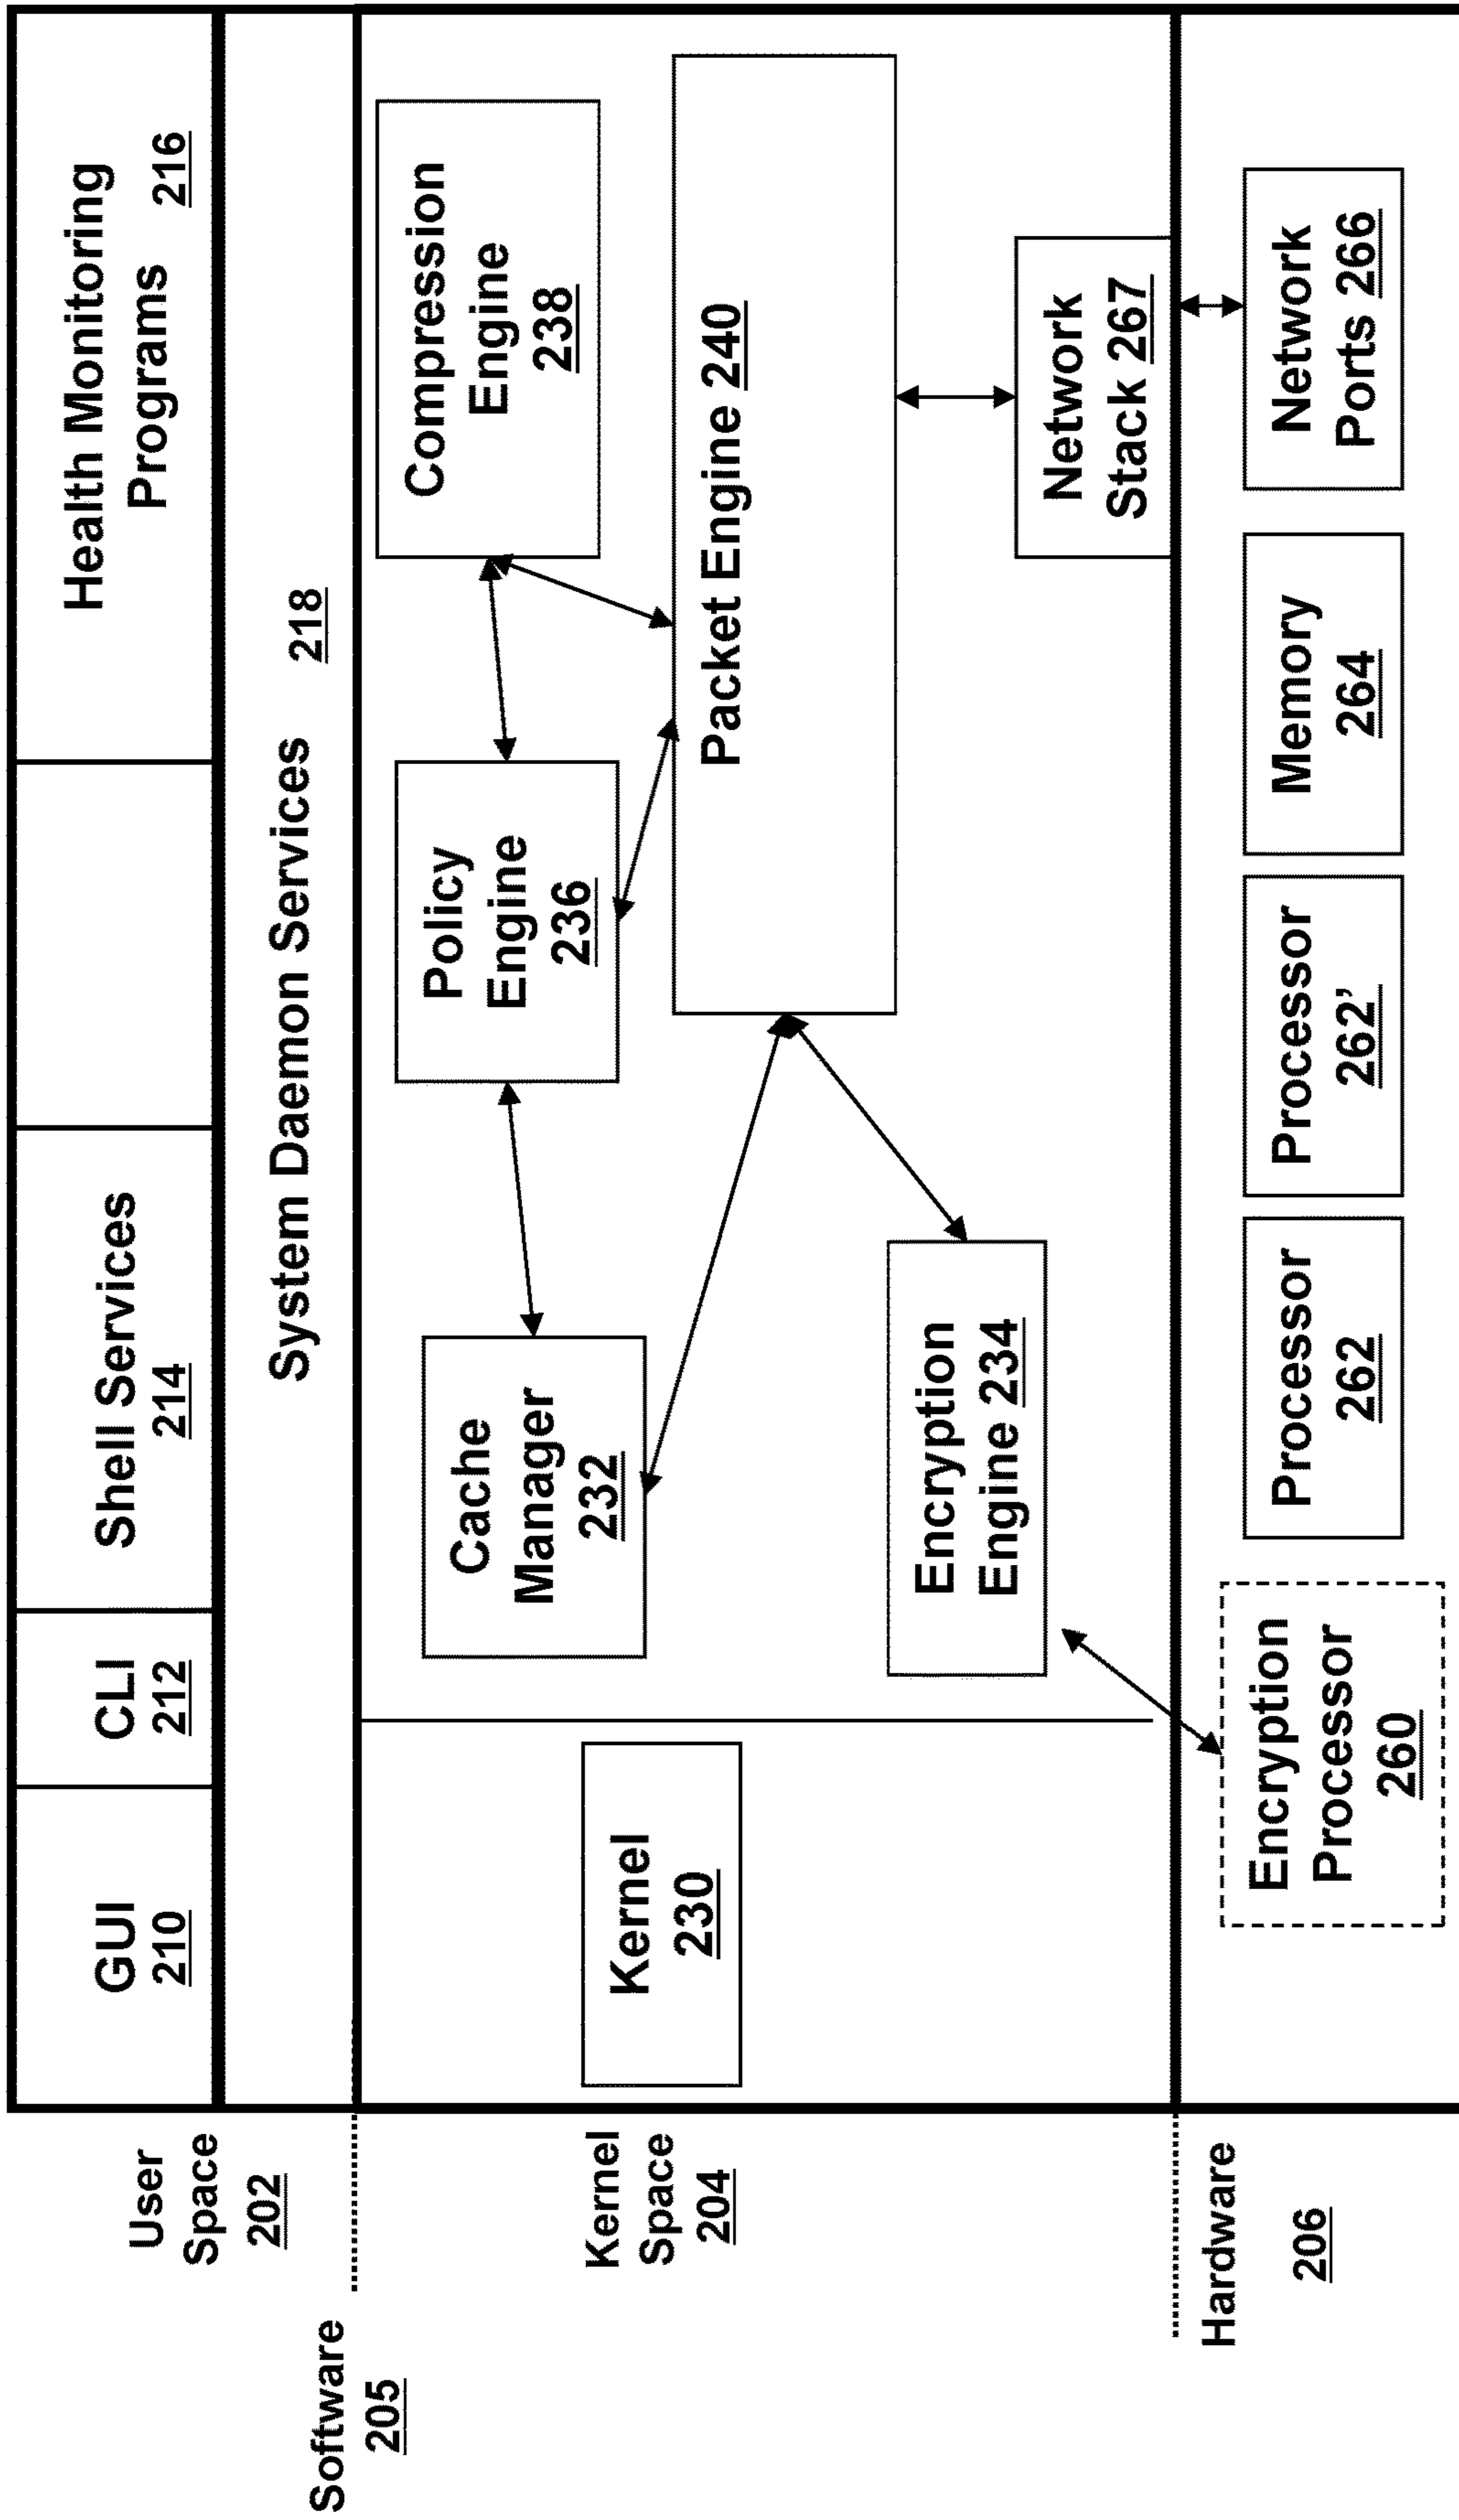 Software
205
User
Space
202
GUI
210
CLI
212
Shell Services
214
Health Monitoring
Programs 216
System Daemon Services 218
Kernel
Space
204
Kernel
230
Cache
Manager
232
Policy
Engine
236
Compression
Engine
238
Packet Engine 240
Encryption
Engine 234
Network
Stack 267
Hardware
206
Encryption
Processor
260
Processor
262
Processor
262’
Memory
264
Network
Ports 266